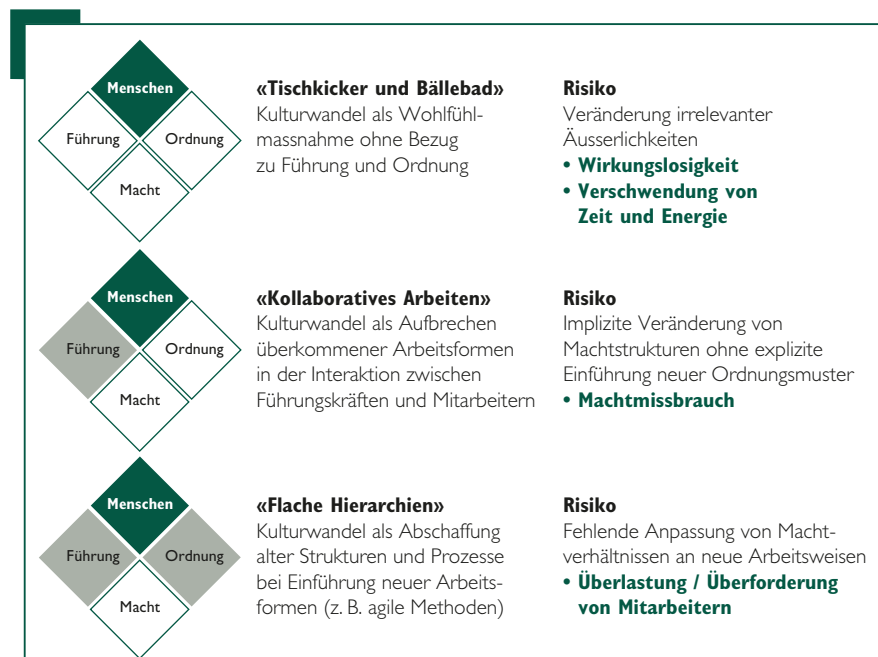 Menschen
Führung
Ordnung
Macht
«Tischkicker und Bällebad»
Kulturwandel als Wohlfühl-
massnahme ohne Bezug
zu Führung und Ordnung
Risiko
Veränderung irrelevanter
Äusserlichkeiten
• Wirkungslosigkeit
• Verschwendung von
Zeit und Energie
Menschen
Führung
Ordnung
Macht
«Kollaboratives Arbeiten»
Kulturwandel als Aufbrechen
überkommener Arbeitsformen
in der Interaktion zwischen
Führungskräften und Mitarbeitern
Risiko
Implizite Veränderung von
Machtstrukturen ohne explizite
Einführung neuer Ordnungsmuster
• Machtmissbrauch
Menschen
Führung
Ordnung
Macht
«Flache Hierarchien»
Kulturwandel als Abschaffung
alter Strukturen und Prozesse
bei Einführung neuer Arbeits-
formen (z. B. agile Methoden)
Risiko
Fehlende Anpassung von Macht-
verhältnissen an neue Arbeitsweisen
• Überlastung / Überforderung
von Mitarbeitern